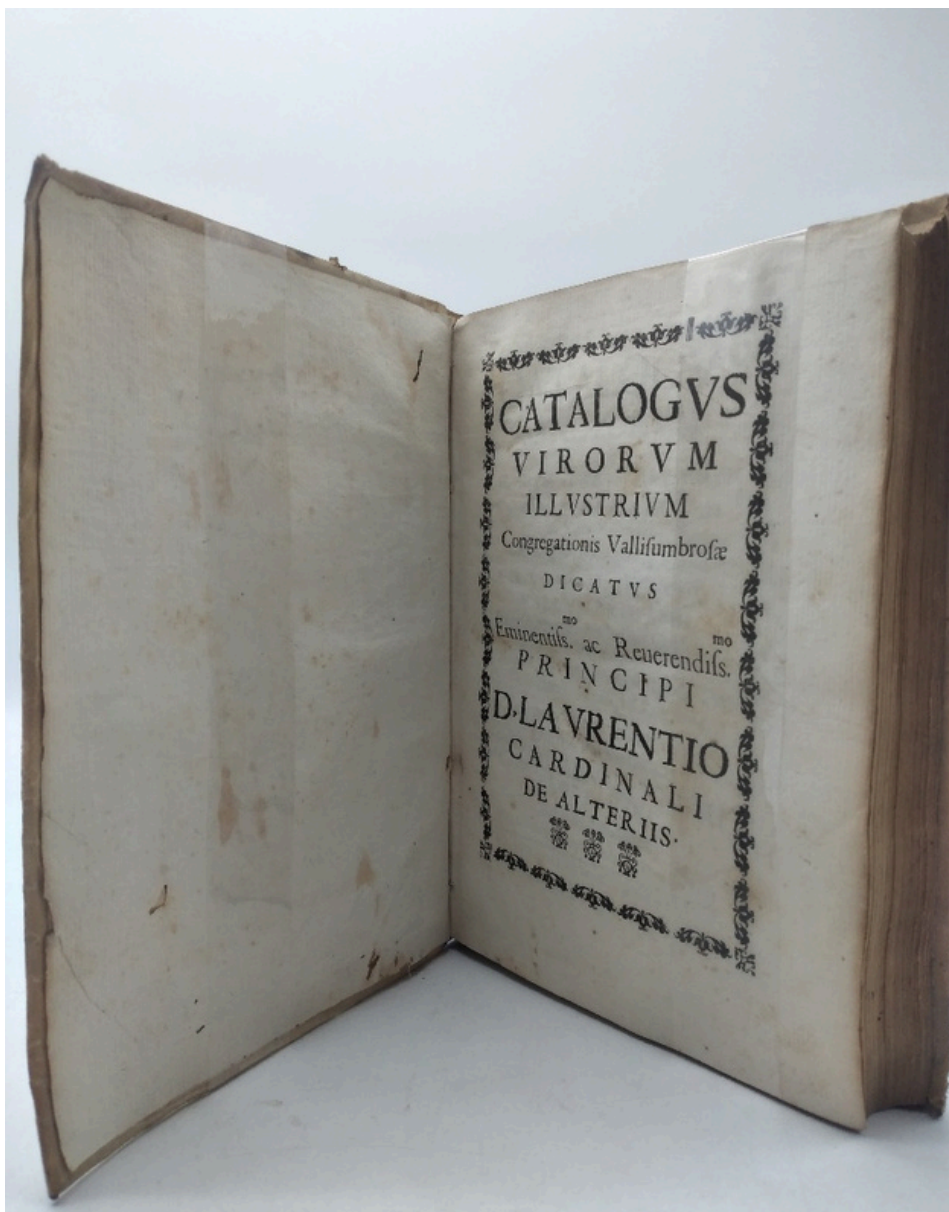 CATALOGVS
VIRORVM
ILLVSTRIVM
Congregationis Valliſumbroſæ
DICATVS
Eminentiſs.mo ac Reuerendiſs.mo
PRINCIPI
D. LAVRENTIO
CARDINALI
DE ALTERIIS.